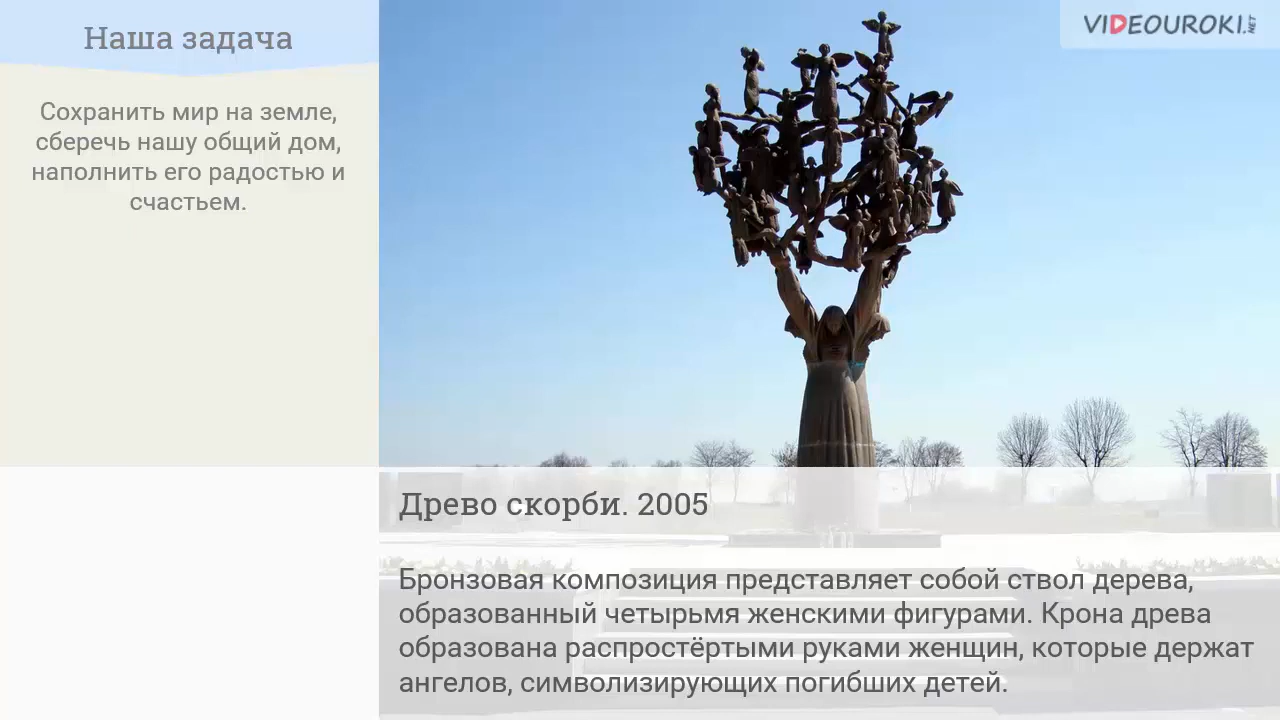 Наша задача
Сохранить мир на земле,
сберечь нашу общий дом,
наполнить его радостью и
счастьем.
VIDEOUROKI.NET
Древо скорби. 2005
Бронзовая композиция представляет собой ствол дерева,
образованный четырьмя женскими фигурами. Крона древа
образована распростёртыми руками женщин, которые держат
ангелов, символизирующих погибших детей.